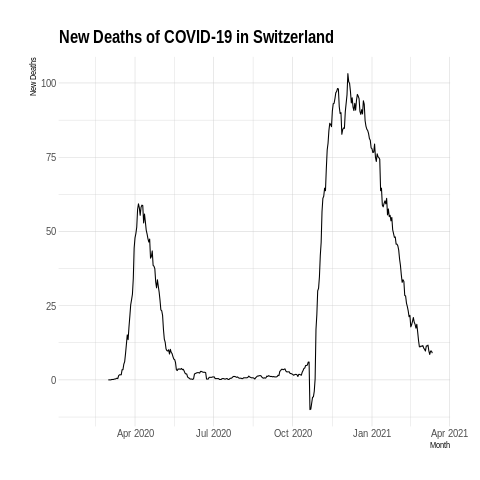 New Deaths of COVID-19 in Switzerland
New Deaths
100
75
50
25
0
Apr 2020 Jul 2020 Oct 2020 Jan 2021 Apr 2021
Month